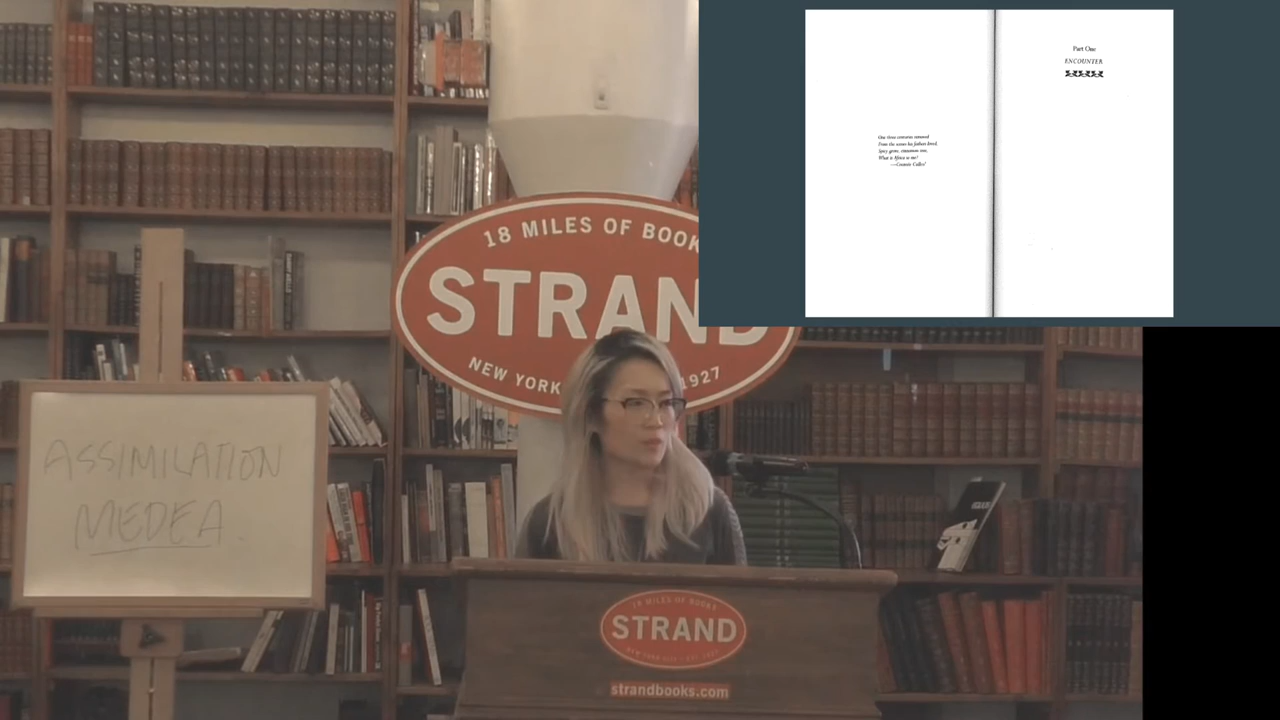 18 MILES OF BOOK
STRAND
NEW YORK 1927
ASSIMILATION
MEDEA.
Part One
ENCOUNTER
One three centuries removed
From the scenes his fathers loved,
Spicy grove, cinnamon tree,
What is Africa to me?
—Countée Cullen
18 MILES OF BOOKS
STRAND
strandbooks.com